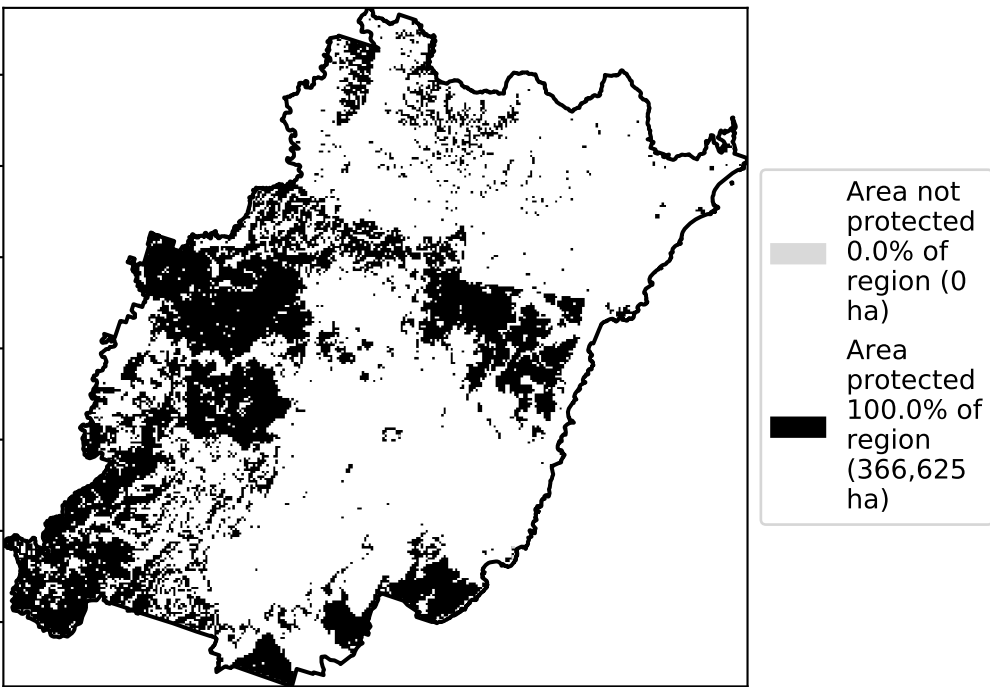 Area not
protected
0.0% of
region (0
ha)
Area
protected
100.0% of
region
(366,625
ha)